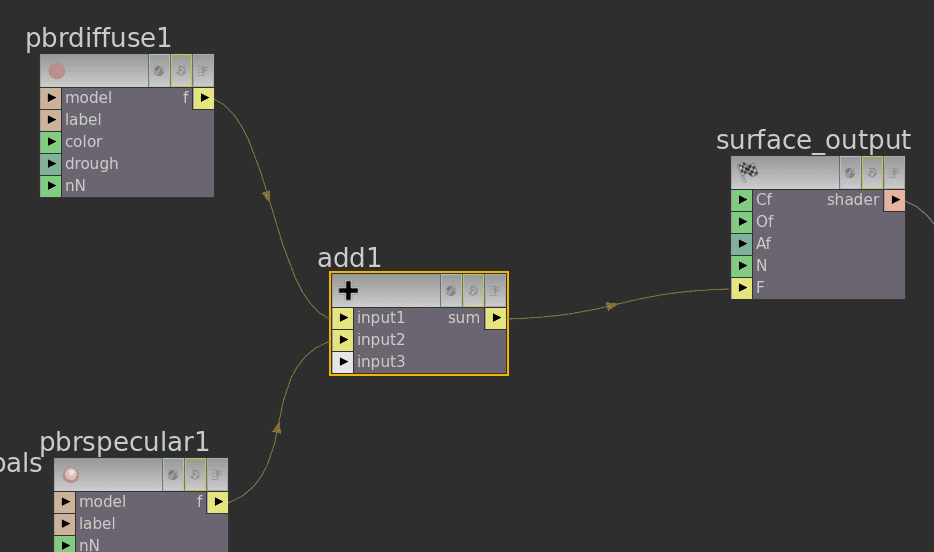 pbrdiffuse1
model f
label
color
drough
nN
surface_output
Cf shader
Of
Af
N
F
add1
input1 sum
input2
input3
pbrspecular1
model f
label
nN